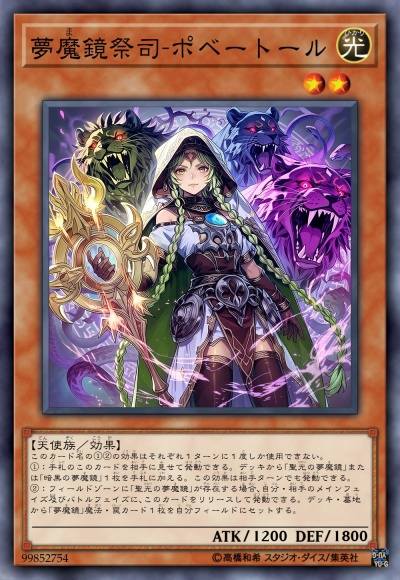 夢魔鏡祭司-ポベートール
ま
光
ひかり
【天使族／効果】
このカード名の①②の効果はそれぞれ１ターンに１度しか使用できない。
①：手札のこのカードを相手に見せて発動できる。デッキから「聖光の夢魔鏡」また
は「暗黒の夢魔鏡」１枚を手札に加える。この効果は相手ターンでも発動できる。
②：フィールドゾーンに「聖光の夢魔鏡」が存在する場合、自分・相手のメインフェ
イズ及びバトルフェイズに、このカードをリリースして発動できる。デッキ・墓地
から「夢魔鏡」魔法・罠カード１枚を自分フィールドにセットする。
ATK/1200 DEF/1800
99852754
©高橋和希 スタジオ・ダイス/集英社